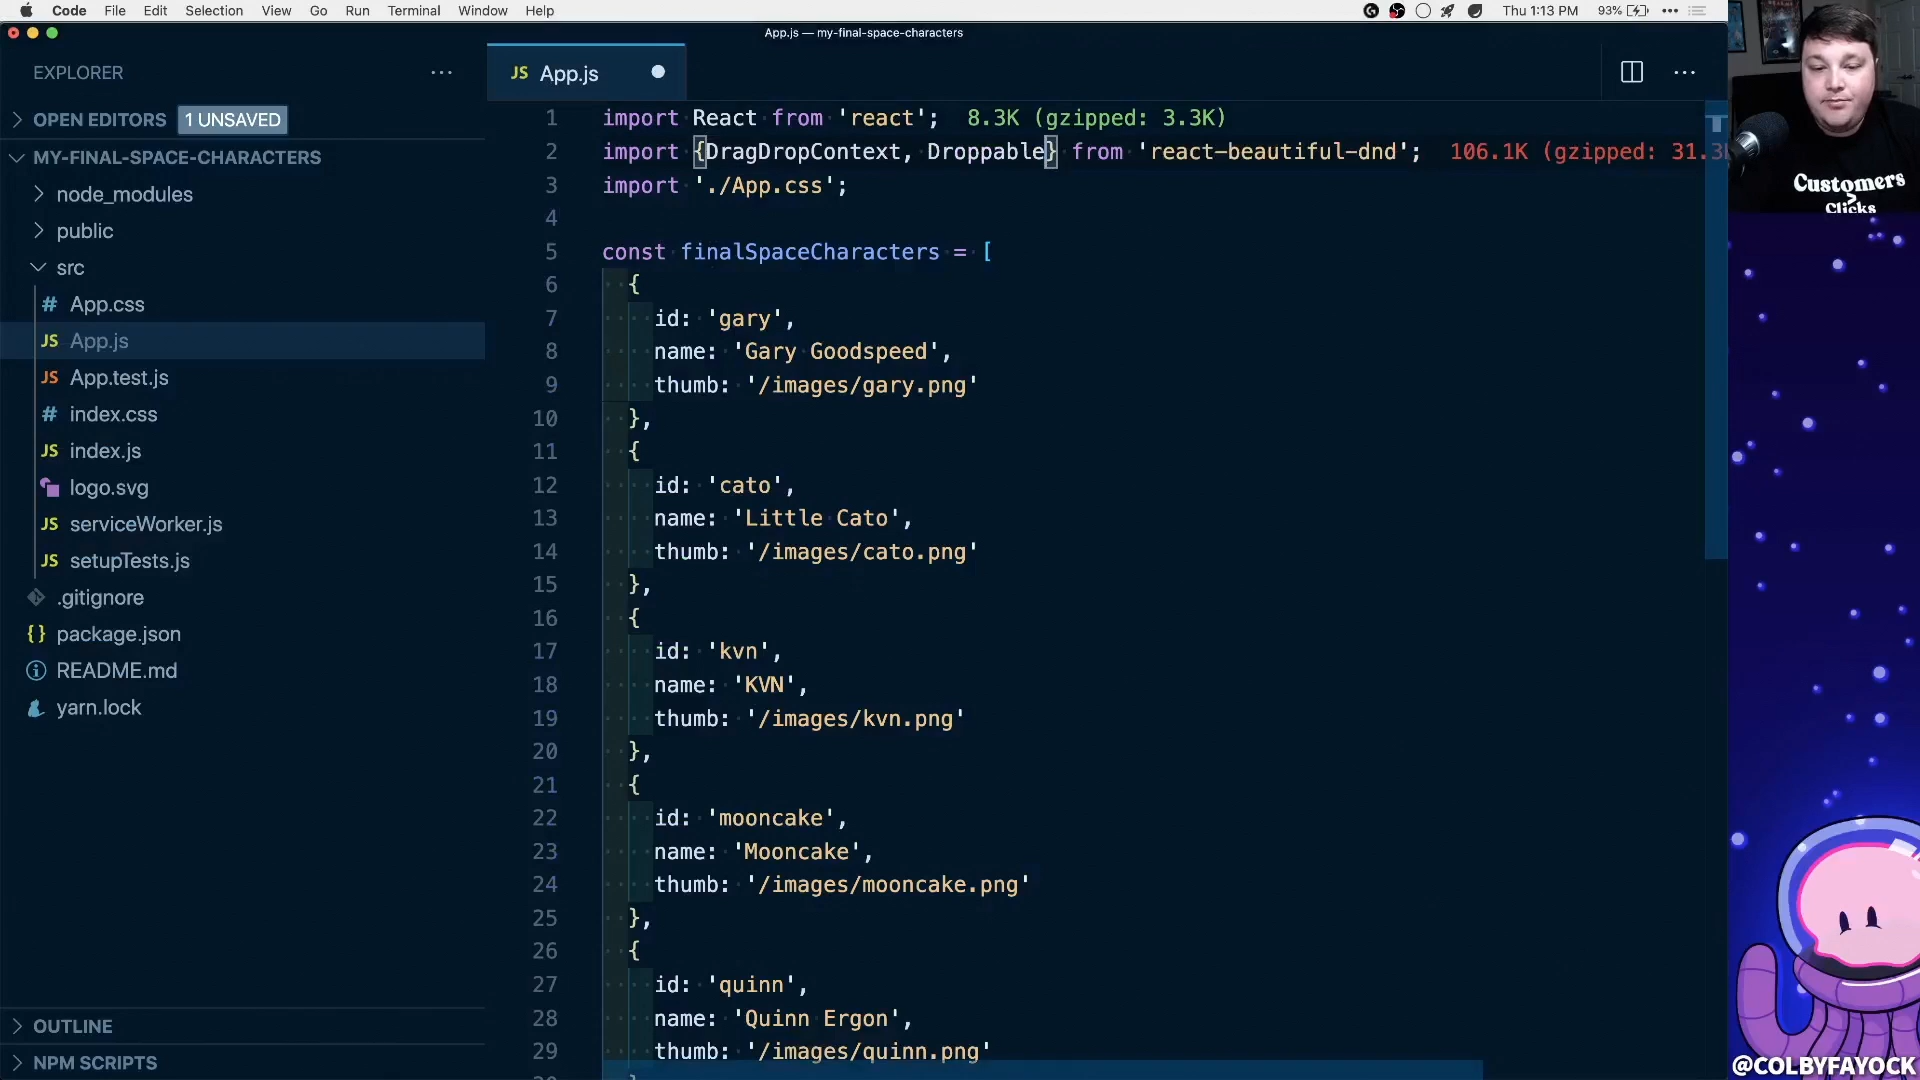 Code File Edit Selection View Go Run Terminal Window Help Thu 1:13 PM 93%
App.js — my-final-space-characters
EXPLORER
OPEN EDITORS 1 UNSAVED
MY-FINAL-SPACE-CHARACTERS
node_modules
public
src
# App.css
JS App.js
JS App.test.js
# index.css
JS index.js
logo.svg
JS serviceWorker.js
JS setupTests.js
.gitignore
{} package.json
README.md
yarn.lock
OUTLINE
NPM SCRIPTS
JS App.js
1 import React from 'react'; 8.3K (gzipped: 3.3K)
2 import {DragDropContext, Droppable} from 'react-beautiful-dnd'; 106.1K (gzipped: 31.3
3 import './App.css';
4
5 const finalSpaceCharacters = [
6 {
7 id: 'gary',
8 name: 'Gary Goodspeed',
9 thumb: '/images/gary.png'
10 },
11 {
12 id: 'cato',
13 name: 'Little Cato',
14 thumb: '/images/cato.png'
15 },
16 {
17 id: 'kvn',
18 name: 'KVN',
19 thumb: '/images/kvn.png'
20 },
21 {
22 id: 'mooncake',
23 name: 'Mooncake',
24 thumb: '/images/mooncake.png'
25 },
26 {
27 id: 'quinn',
28 name: 'Quinn Ergon',
29 thumb: '/images/quinn.png'
Customers
>
Clicks
@COLBYFAYOCK